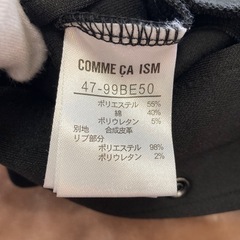 COMME ÇA ISM
47-99BE50
ポリエステル 55%
綿 40%
ポリウレタン 5%
別地 合成皮革
リブ部分
ポリエステル 98%
ポリウレタン 2%